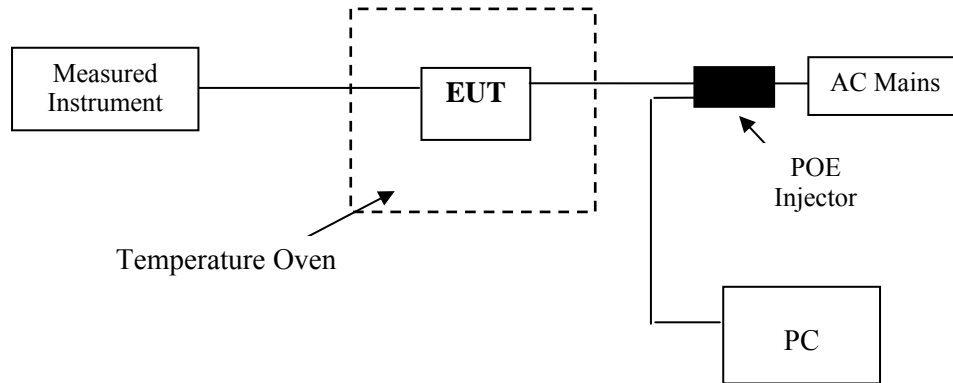 Measured
Instrument
EUT
AC Mains
POE
Injector
Temperature Oven
PC